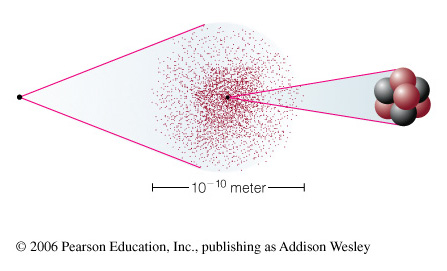 10⁻¹⁰ meter
© 2006 Pearson Education, Inc., publishing as Addison Wesley